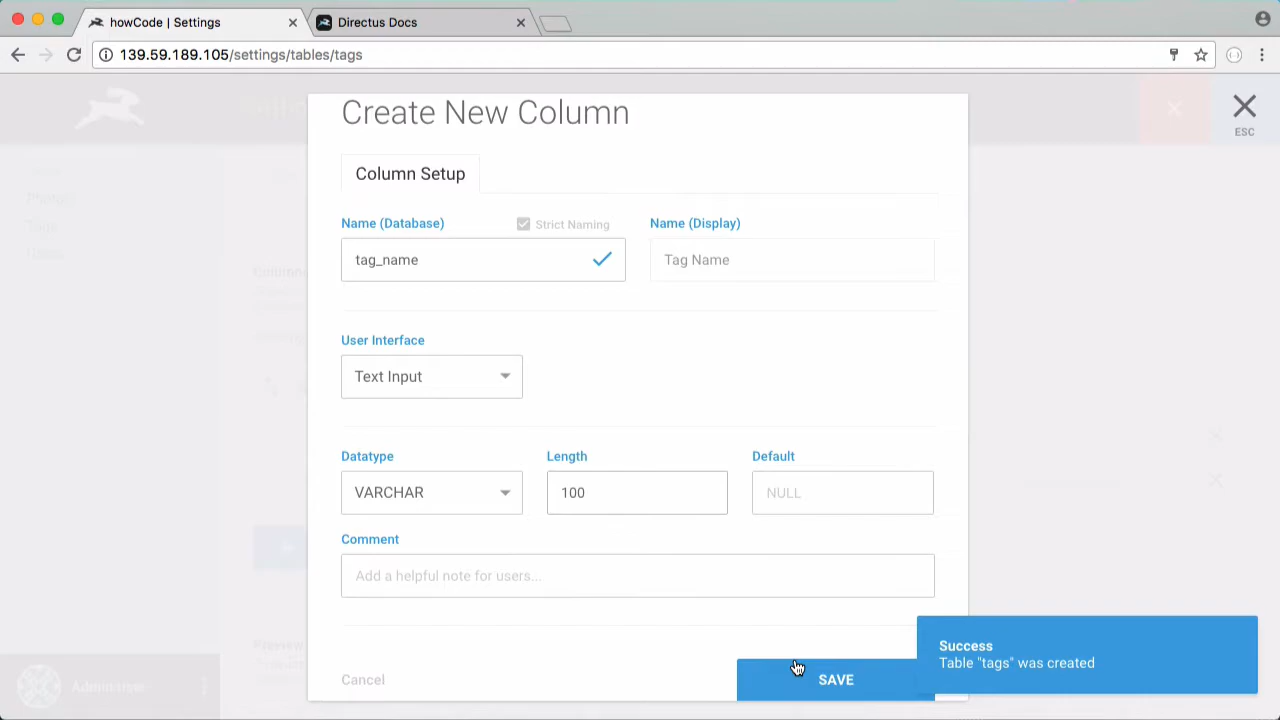 howCode | Settings
Directus Docs
139.59.189.105/settings/tables/tags
Create New Column
ESC
Column Setup
Name (Database)
Strict Naming
Name (Display)
tag_name
Tag Name
User Interface
Text Input
Datatype
Length
Default
VARCHAR
100
NULL
Comment
Add a helpful note for users...
Success
Table "tags" was created
Cancel
SAVE
Preview